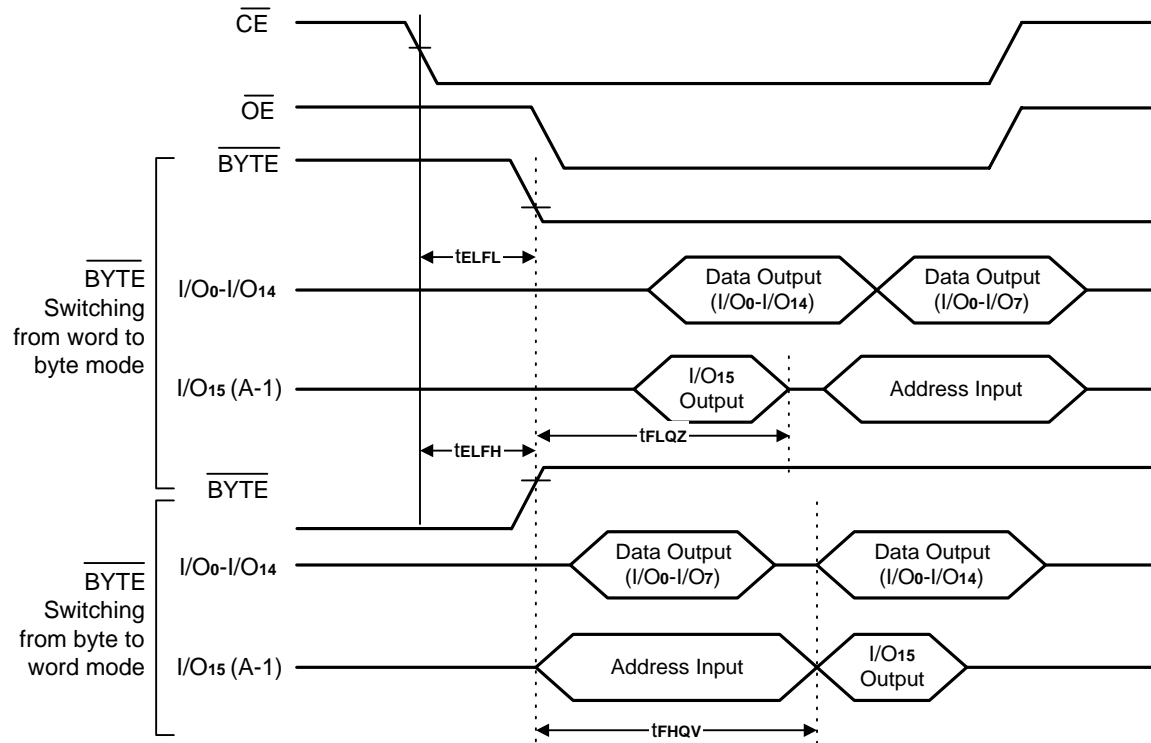 CE
OE
BYTE
tELFL
BYTE
Switching
from word to
byte mode
I/O0-I/O14
Data Output
(I/O0-I/O14)
Data Output
(I/O0-I/O7)
I/O15 (A-1)
I/O15
Output
Address Input
tELFH
tFLQZ
BYTE
BYTE
Switching
from byte to
word mode
I/O0-I/O14
Data Output
(I/O0-I/O7)
Data Output
(I/O0-I/O14)
I/O15 (A-1)
Address Input
I/O15
Output
tFHQV